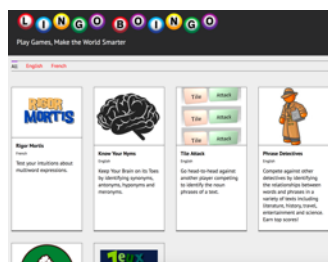 LINGO BOINGO
Play Games, Make the World Smarter
All English French
RIGOR
MORTIS
Rigor Mortis
French
Test your intuitions about
multiword expressions.
Know Your Nyms
English
Keep Your Brain on its Toes
by identifying synonyms,
antonyms, hyponyms and
meronyms.
Tile Attack
Tile Attack
Tile Attack
Tile Attack
English
Go head-to-head against
another player competing
to identify the noun
phrases of a text.
Phrase Detectives
English
Compete against other
detectives by identifying
the relationships between
words and phrases in a
variety of texts including
literature, history, travel,
entertainment and science.
Earn top scores!